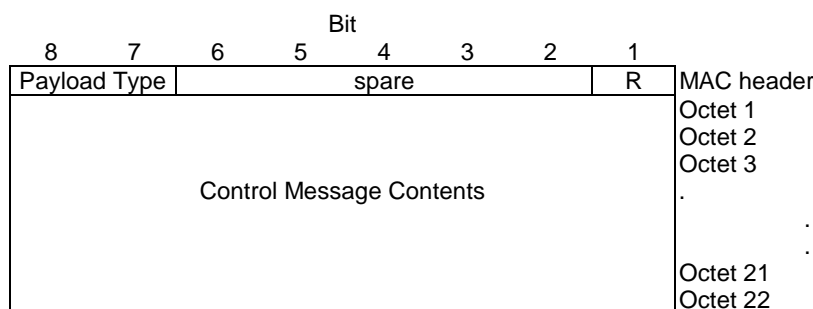 Bit
8 7 6 5 4 3 2 1
Payload Type spare R MAC header
Octet 1
Octet 2
Octet 3
Control Message Contents .
.
.
Octet 21
Octet 22